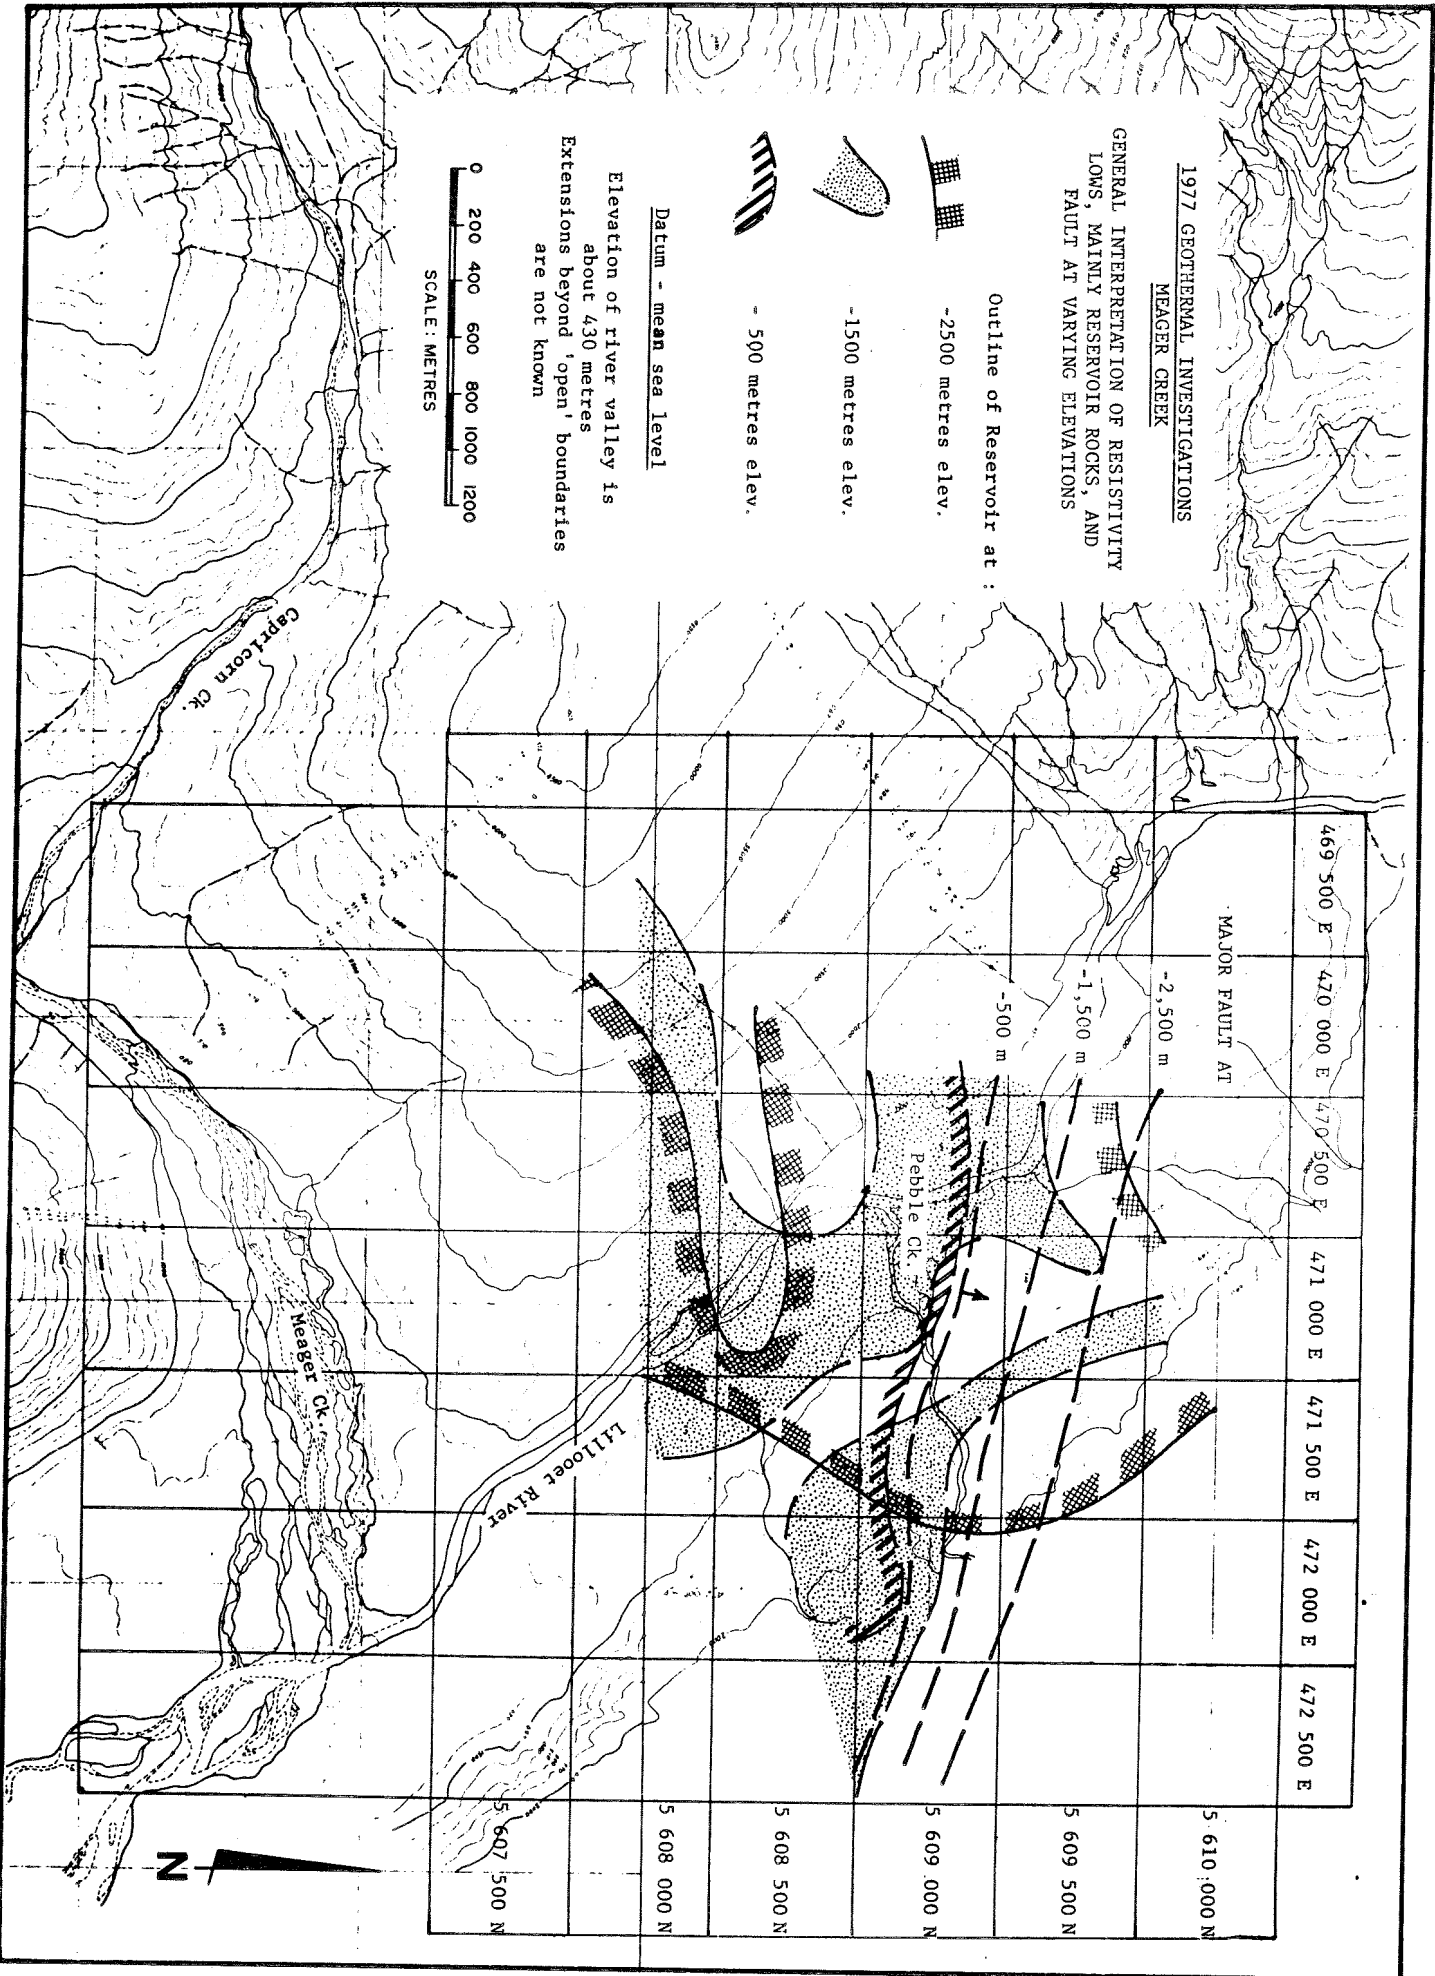 1977 GEOTHERMAL INVESTIGATIONS
MEAGER CREEK
GENERAL INTERPRETATION OF RESISTIVITY
LOWS, MAINLY RESERVOIR ROCKS, AND
FAULT AT VARYING ELEVATIONS
Outline of Reservoir at :
-2500 metres elev.
-1500 metres elev.
- 500 metres elev.
Datum - mean sea level
Elevation of river valley is
about 430 metres
Extensions beyond 'open' boundaries
are not known
0 200 400 600 800 1000 1200
SCALE: METRES
469 500 E
470 000 E
470 500 E
471 000 E
471 500 E
472 000 E
472 500 E
MAJOR FAULT AT
-2,500 m
-1,500 m
-500 m
Pebble Ck.
Capricorn Ck.
Lillooet River
Meager Ck.
5 610 000 N
5 609 500 N
5 609 000 N
5 608 500 N
5 608 000 N
5 607 500 N
N